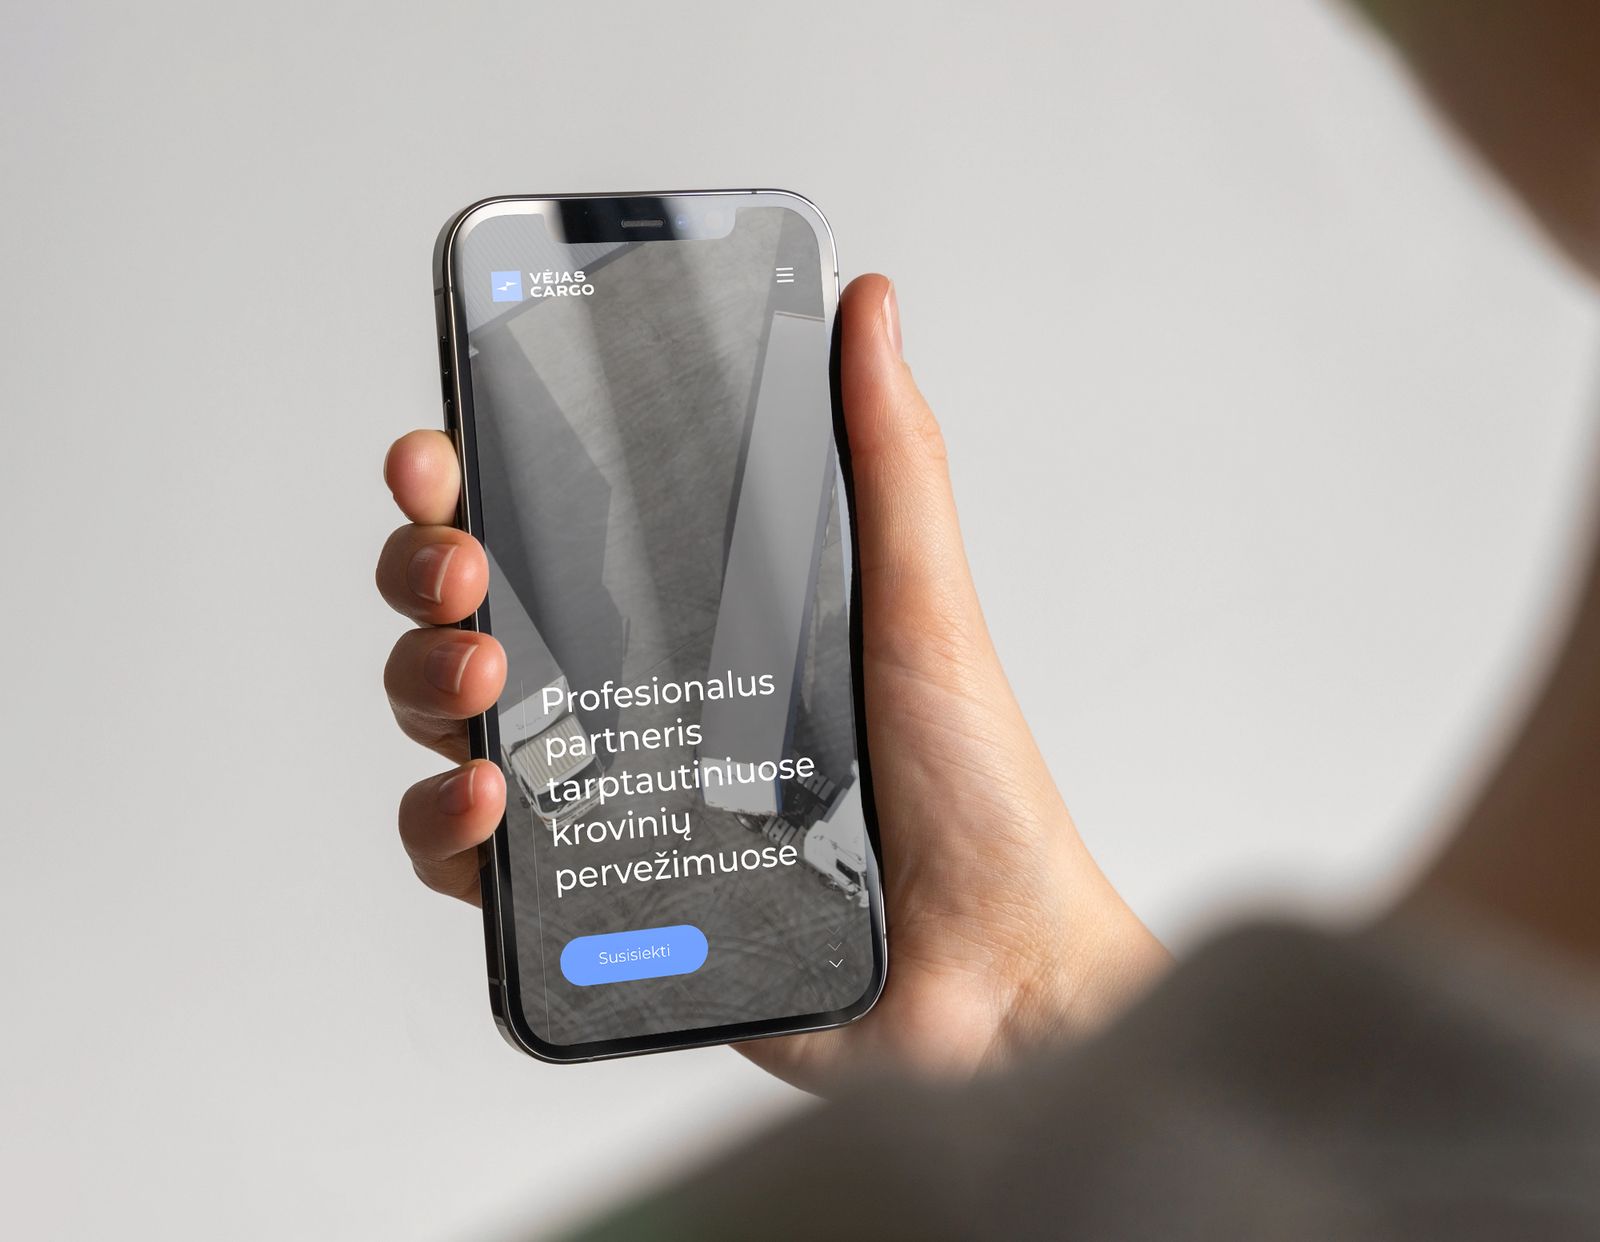 VĖJAS
CARGO
Profesionalus
partneris
tarptautiniuose
krovinių
pervežimuose
Susisiekti